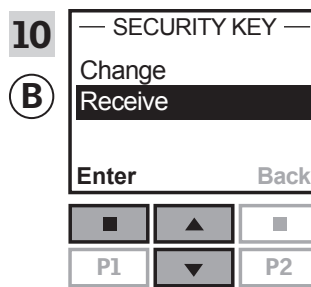 10
B
SECURITY KEY
Change
Receive
Enter Back
P1 P2